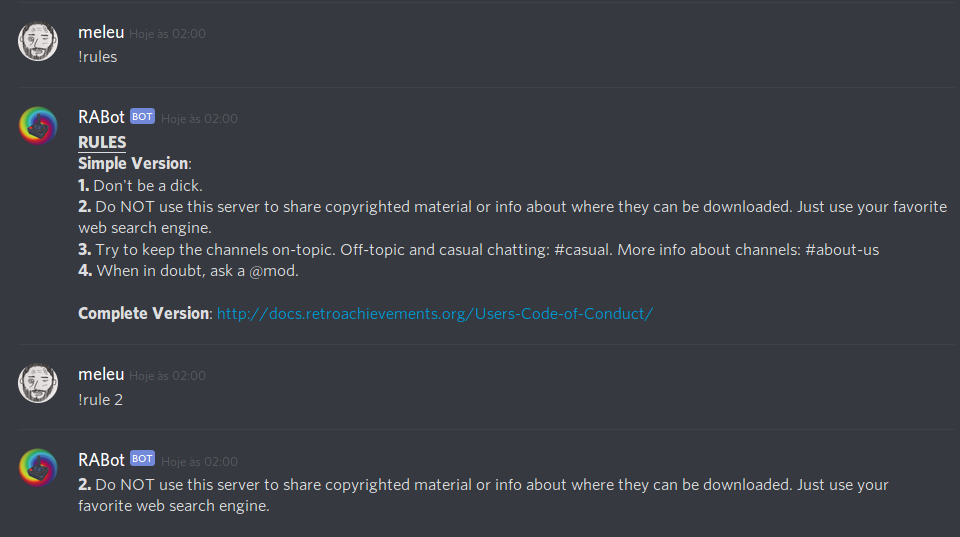 meleu Hoje às 02:00
!rules
RABot BOT Hoje às 02:00
RULES
Simple Version:
1. Don't be a dick.
2. Do NOT use this server to share copyrighted material or info about where they can be downloaded. Just use your favorite
web search engine.
3. Try to keep the channels on-topic. Off-topic and casual chatting: #casual. More info about channels: #about-us
4. When in doubt, ask a @mod.
Complete Version: http://docs.retroachievements.org/Users-Code-of-Conduct/
meleu Hoje às 02:00
!rule 2
RABot BOT Hoje às 02:00
2. Do NOT use this server to share copyrighted material or info about where they can be downloaded. Just use your
favorite web search engine.